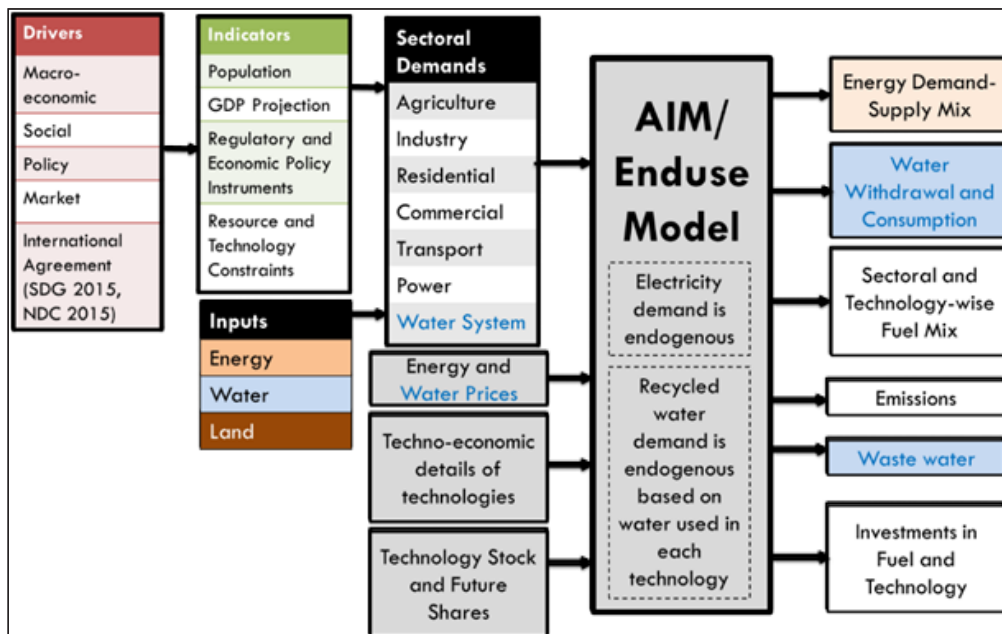 Drivers
Macro-
economic
Social
Policy
Market
International
Agreement
(SDG 2015,
NDC 2015)
Indicators
Population
GDP Projection
Regulatory and
Economic Policy
Instruments
Resource and
Technology
Constraints
Inputs
Energy
Water
Land
Sectoral
Demands
Agriculture
Industry
Residential
Commercial
Transport
Power
Water System
Energy and
Water Prices
Techno-economic
details of
technologies
Technology Stock
and Future
Shares
AIM/
Enduse
Model
Electricity
demand is
endogenous
Recycled
water
demand is
endogenous
based on
water used in
each
technology
Energy Demand-
Supply Mix
Water
Withdrawal and
Consumption
Sectoral and
Technology-wise
Fuel Mix
Emissions
Waste water
Investments in
Fuel and
Technology